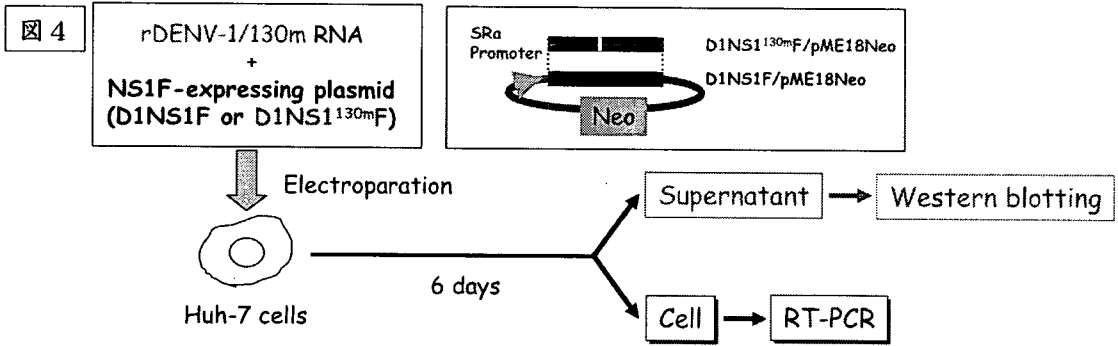 図 4
rDENV-1/130m RNA
+
NS1F-expressing plasmid
(D1NS1F or D1NS1130mF)
SRa
Promoter
D1NS1130mF/pME18Neo
D1NS1F/pME18Neo
Neo
Electroparation
Huh-7 cells
6 days
Supernatant
Western blotting
Cell
RT-PCR